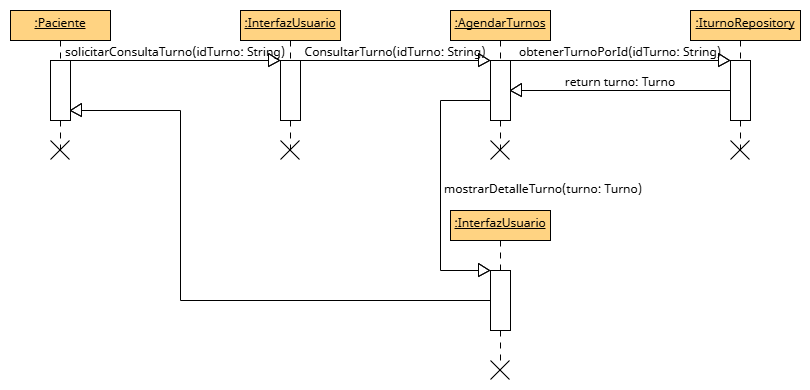 :Paciente
:InterfazUsuario
:AgendarTurnos
:IturnoRepository
solicitarConsultaTurno(idTurno: String)
ConsultarTurno(idTurno: String)
obtenerTurnoPorId(idTurno: String)
return turno: Turno
mostrarDetalleTurno(turno: Turno)
:InterfazUsuario